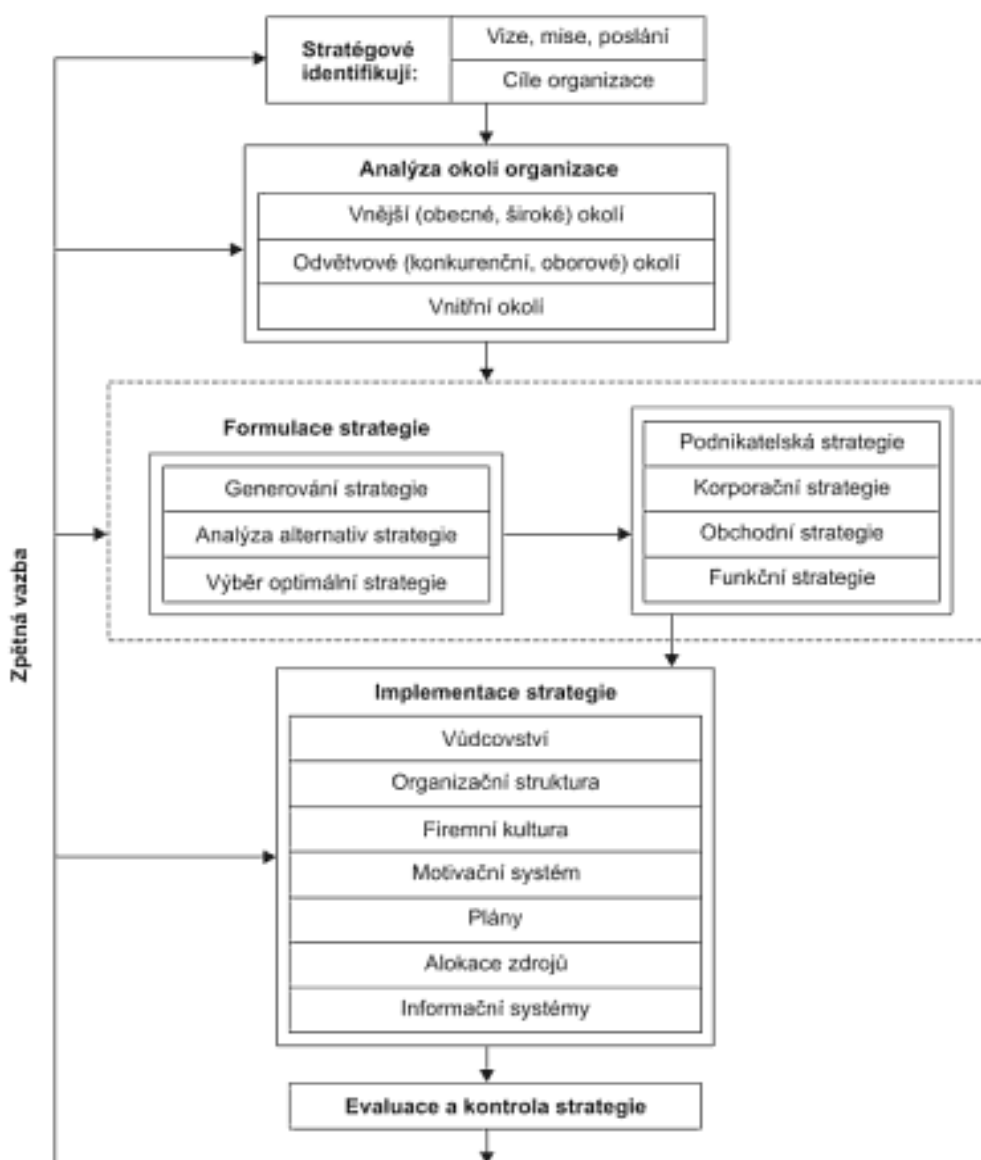 Stratégové
identifikují:
Vize, mise, poslání
Cíle organizace
Analýza okolí organizace
Vnější (obecné, široké) okolí
Odvětvové (konkurenční, oborové) okolí
Vnitřní okolí
Formulace strategie
Generování strategie
Analýza alternativ strategie
Výběr optimální strategie
Podnikatelská strategie
Korporační strategie
Obchodní strategie
Funkční strategie
Zpětná vazba
Implementace strategie
Vůdcovství
Organizační struktura
Firemní kultura
Motivační systém
Plány
Alokace zdrojů
Informační systémy
Evaluace a kontrola strategie